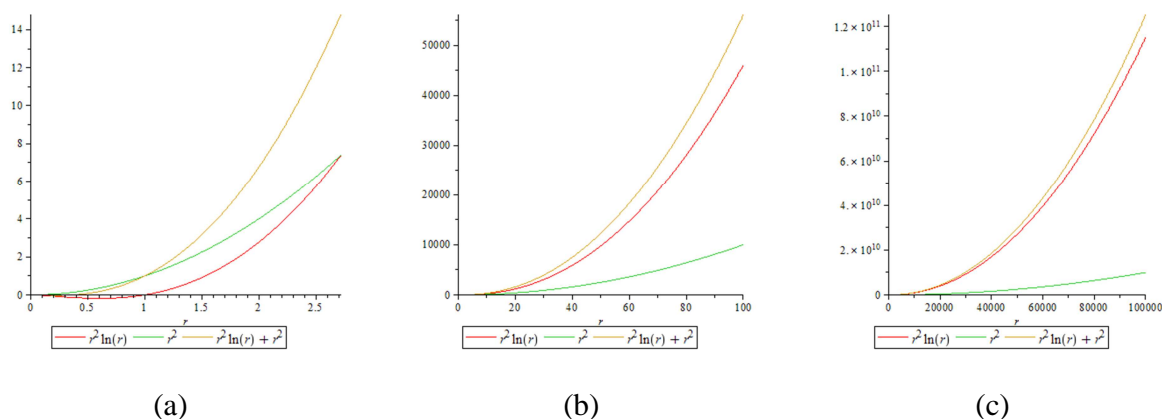 14
12
10
8
6
4
2
0
0
0.5
1
1.5
2
2.5
r
r² ln(r) r² r² ln(r) + r²
(a)
50000
40000
30000
20000
10000
0
0
20
40
60
80
100
r
r² ln(r) r² r² ln(r) + r²
(b)
1.2 × 10¹¹
1. × 10¹¹
8. × 10¹⁰
6. × 10¹⁰
4. × 10¹⁰
2. × 10¹⁰
0
0
20000
40000
60000
80000
100000
r
r² ln(r) r² r² ln(r) + r²
(c)